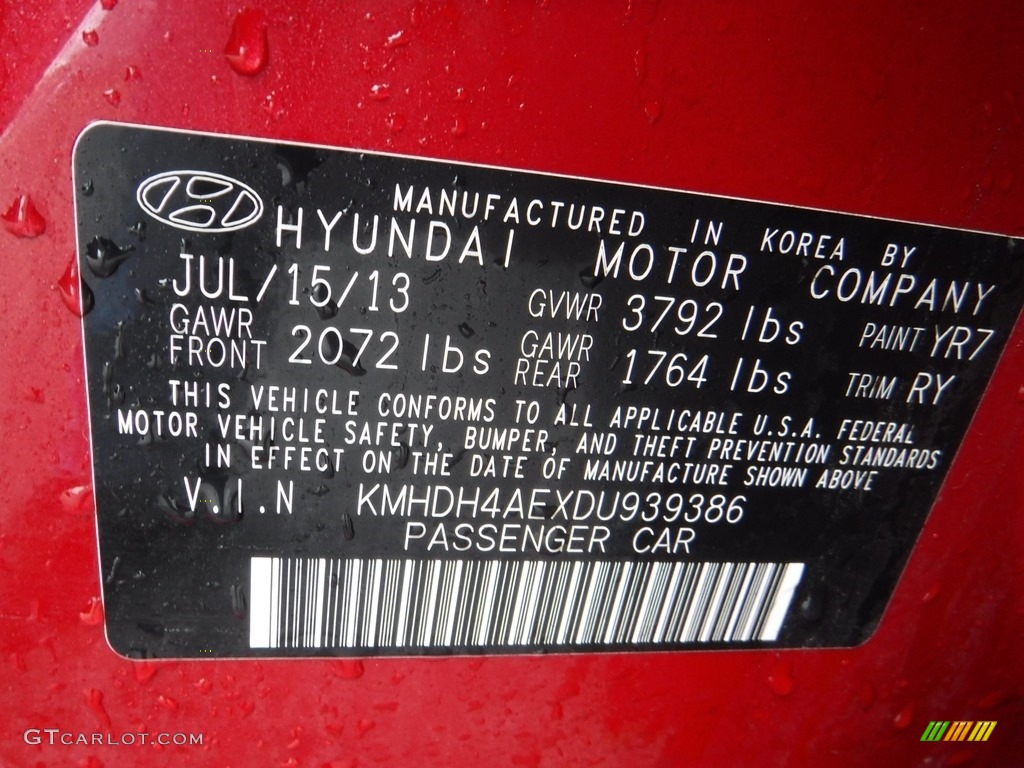 MANUFACTURED IN KOREA BY
HYUNDAI MOTOR COMPANY
JUL/15/13 GVWR 3792 lbs PAINT YR7
GAWR FRONT 2072 lbs GAWR REAR 1764 lbs TRIM RY
THIS VEHICLE CONFORMS TO ALL APPLICABLE U.S.A. FEDERAL
MOTOR VEHICLE SAFETY, BUMPER, AND THEFT PREVENTION STANDARDS
IN EFFECT ON THE DATE OF MANUFACTURE SHOWN ABOVE
V.I.N KMHDH4AEXDU939386
PASSENGER CAR
GTCARLOT.COM